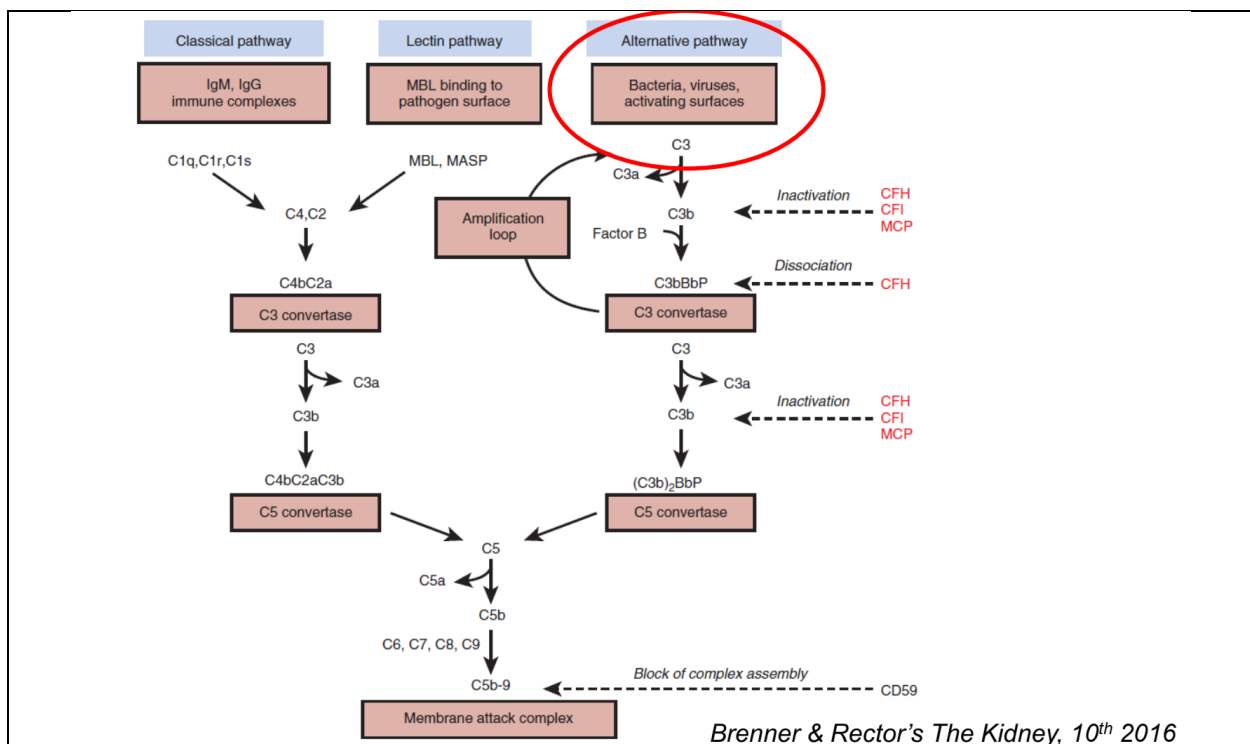 Classical pathway
Lectin pathway
Alternative pathway
IgM, IgG
immune complexes
MBL binding to
pathogen surface
Bacteria, viruses,
activating surfaces
C1q,C1r,C1s
MBL, MASP
C3
C3a
C4,C2
Amplification
loop
C3b
Inactivation
CFH
CFI
MCP
Factor B
Dissociation
C4bC2a
C3bBbP
CFH
C3 convertase
C3 convertase
C3
C3
C3a
C3a
C3b
C3b
Inactivation
CFH
CFI
MCP
C4bC2aC3b
(C3b)₂BbP
C5 convertase
C5 convertase
C5
C5a
C5b
C6, C7, C8, C9
C5b-9
Block of complex assembly
CD59
Membrane attack complex
Brenner & Rector's The Kidney, 10th 2016